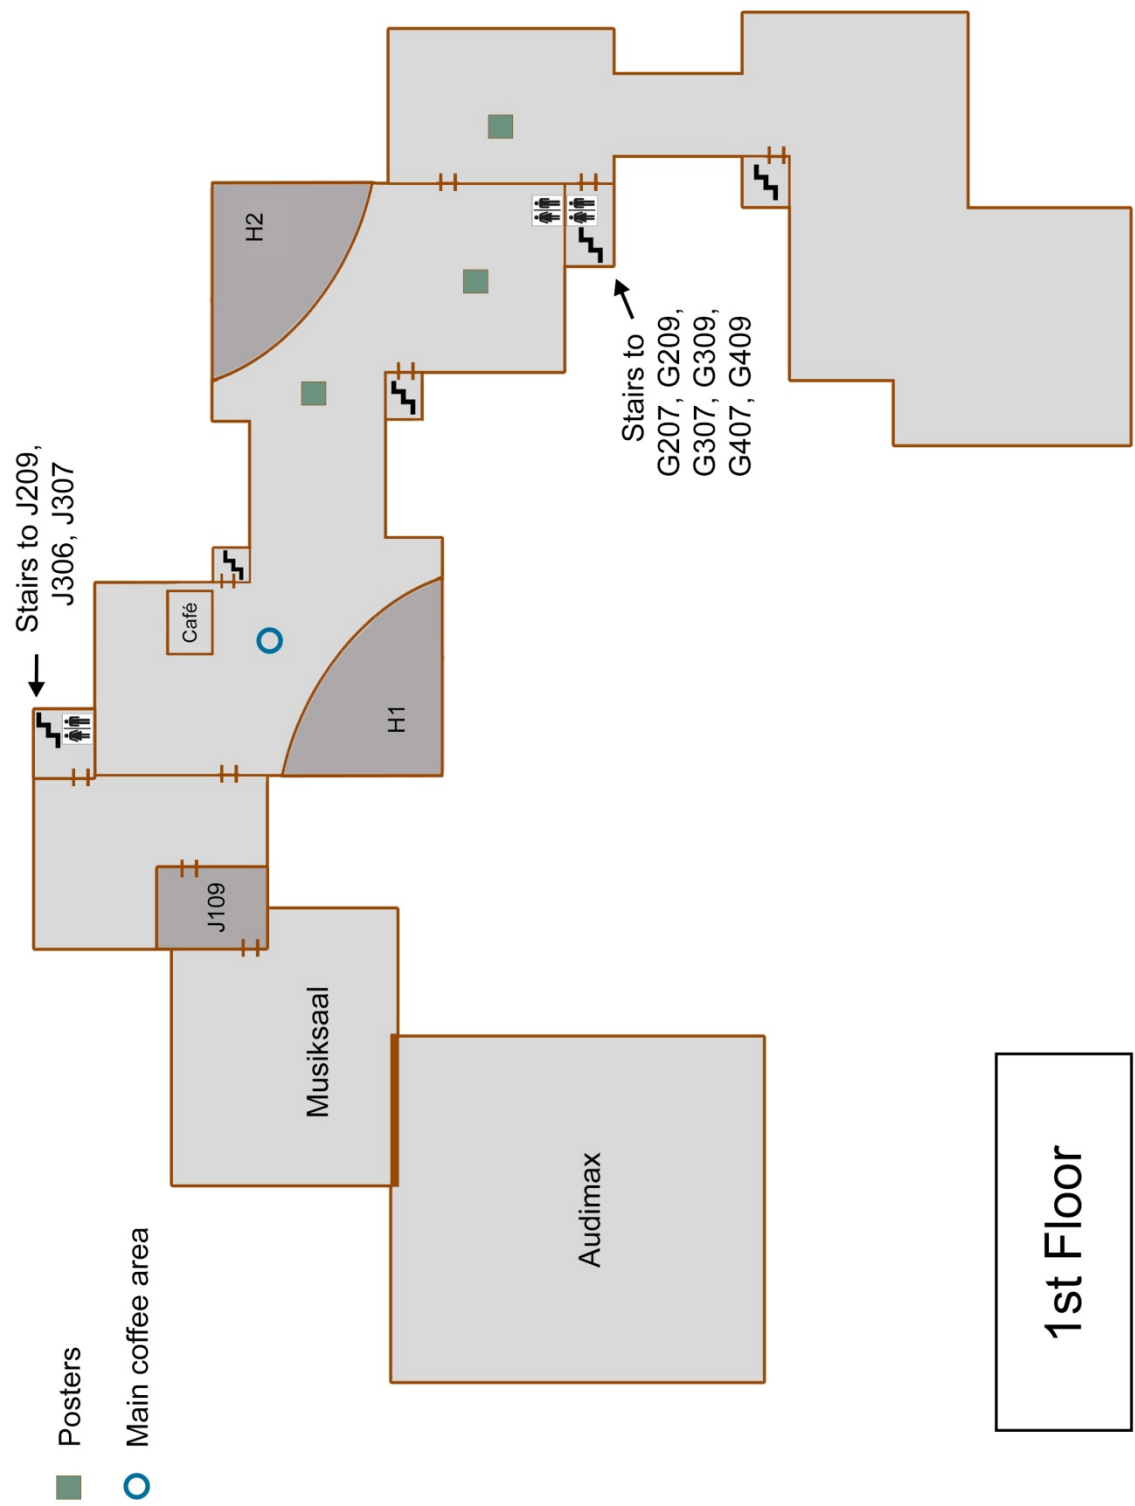 Posters
Main coffee area
Stairs to J209,
J306, J307
Café
H2
H1
J109
Musiksaal
Audimax
Stairs to
G207, G209,
G307, G309,
G407, G409
1st Floor